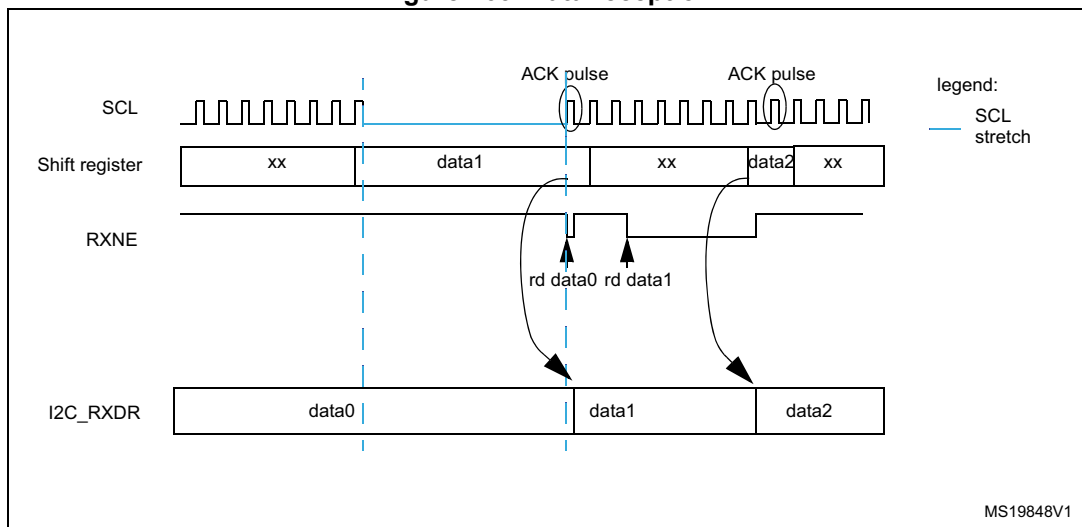 ACK pulse ACK pulse
legend:
SCL
SCL
stretch
Shift register
xx data1 xx data2 xx
RXNE
rd data0 rd data1
I2C_RXDR
data0 data1 data2
MS19848V1